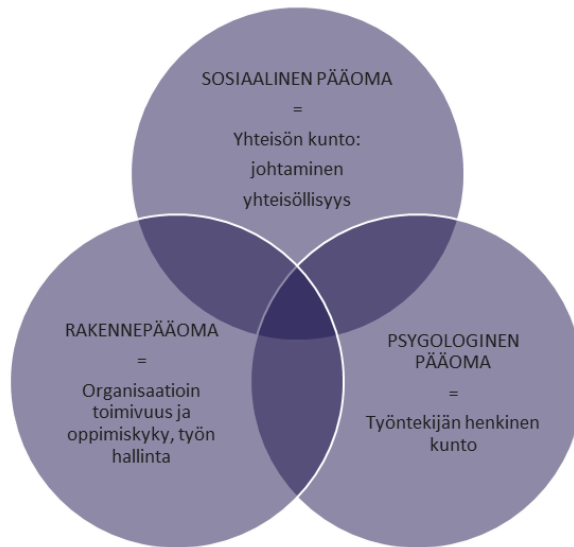 SOSIAALINEN PÄÄOMA
=
Yhteisön kunto:
johtaminen
yhteisöllisyys
RAKENNEPÄÄOMA
=
Organisaatioin
toimivuus ja
oppimiskyky, työn
hallinta
PSYGOLOGINEN
PÄÄOMA
=
Työntekijän henkinen
kunto